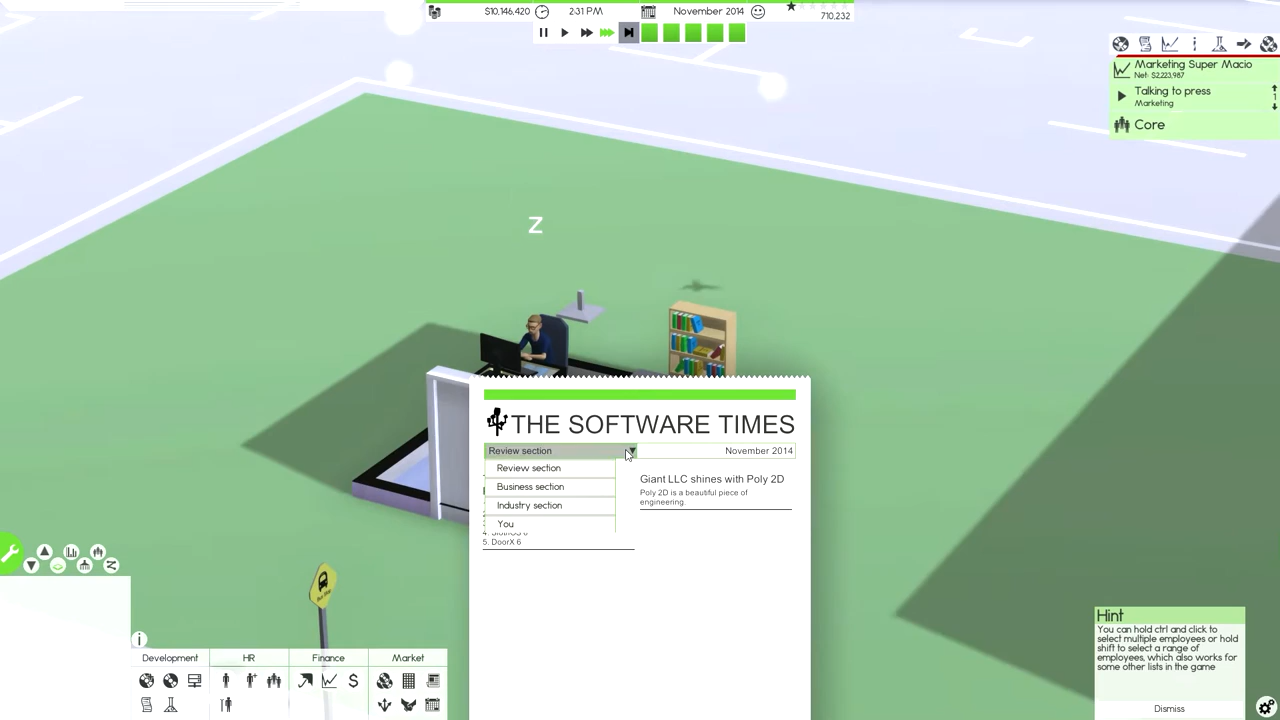 $10,146,420
2:31 PM
November 2014
710,232
Marketing Super Macio
Net: $2,223,987
Talking to press
Marketing
1
Core
Z
THE SOFTWARE TIMES
Review section
November 2014
Review section
Business section
Industry section
You
5. DoorX 6
Giant LLC shines with Poly 2D
Poly 2D is a beautiful piece of
engineering.
Development
HR
Finance
Market
Hint
You can hold ctrl and click to
select multiple employees or hold
shift to select a range of
employees, which also works for
some other lists in the game
Dismiss